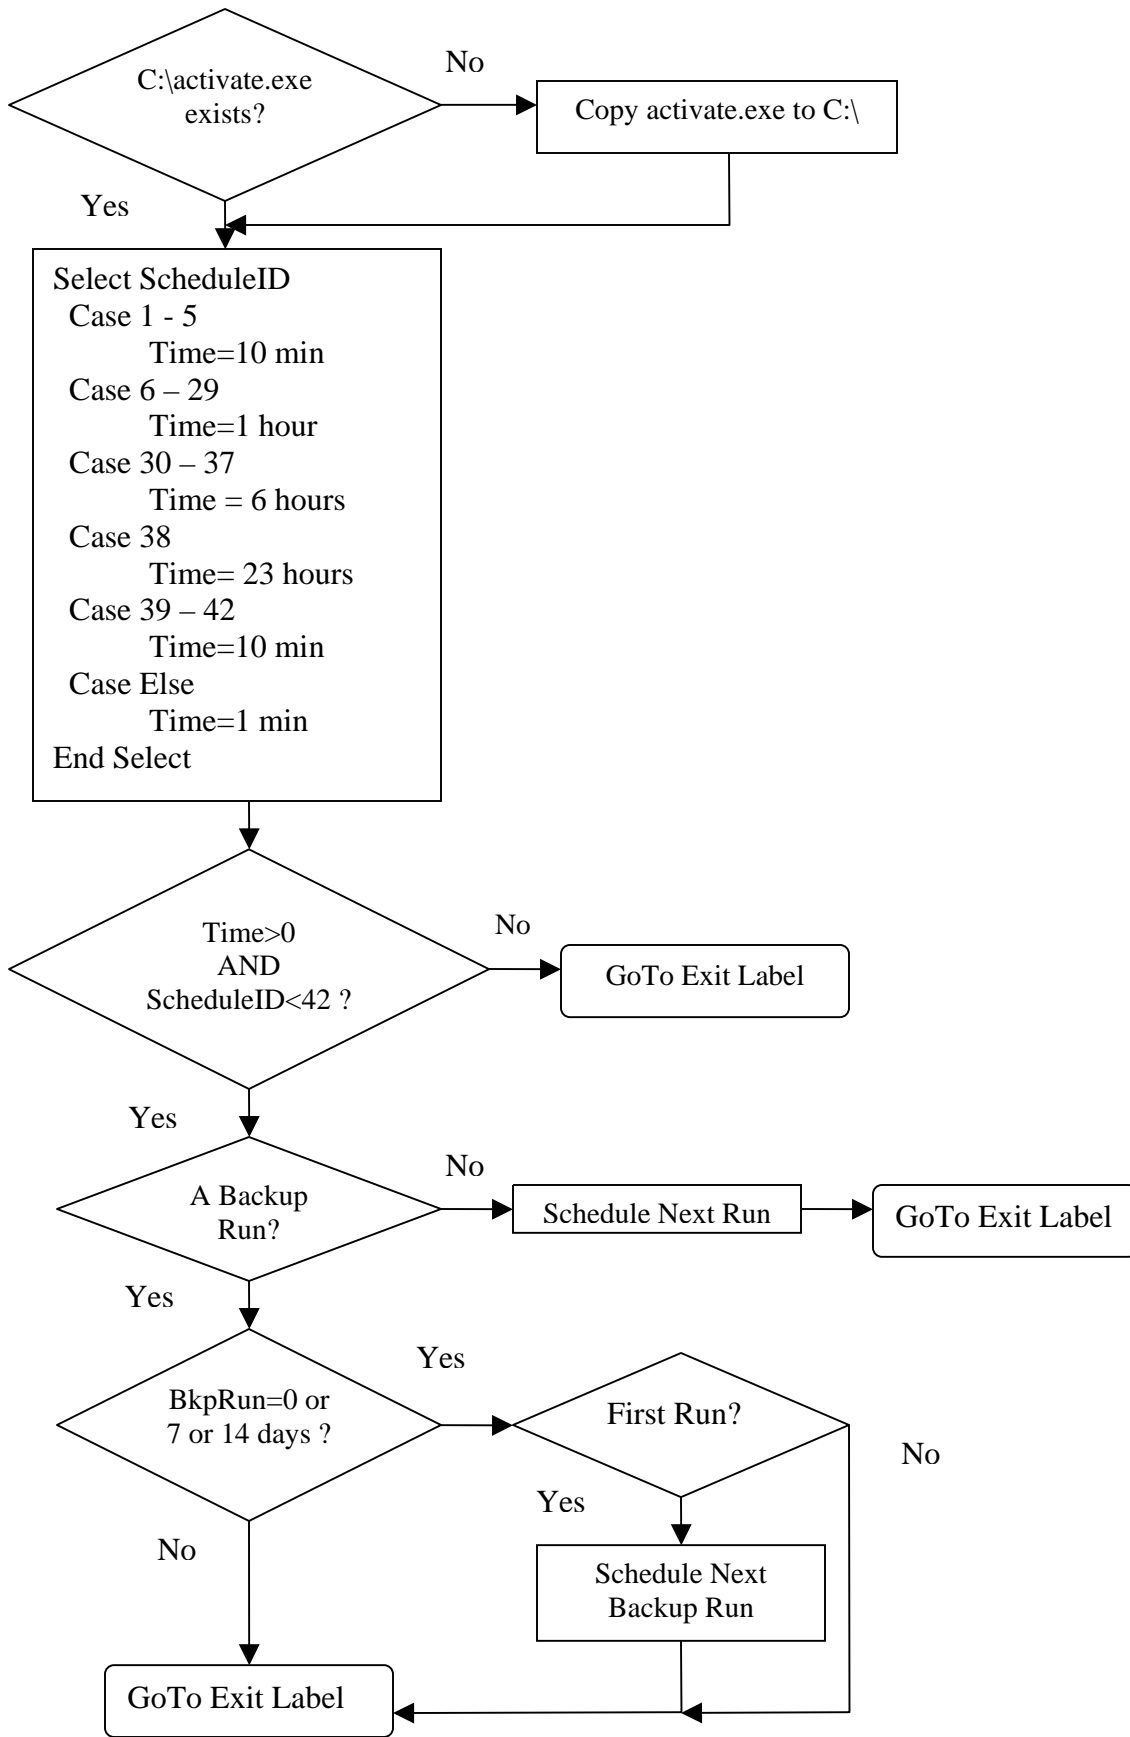 C:\activate.exe
exists?
No
Copy activate.exe to C:\
Yes
Select ScheduleID
Case 1 - 5
Time=10 min
Case 6 – 29
Time=1 hour
Case 30 – 37
Time = 6 hours
Case 38
Time= 23 hours
Case 39 – 42
Time=10 min
Case Else
Time=1 min
End Select
Time>0
AND
ScheduleID<42 ?
No
GoTo Exit Label
Yes
A Backup
Run?
No
Schedule Next Run
GoTo Exit Label
Yes
BkpRun=0 or
7 or 14 days ?
Yes
First Run?
No
Yes
Schedule Next
Backup Run
No
GoTo Exit Label